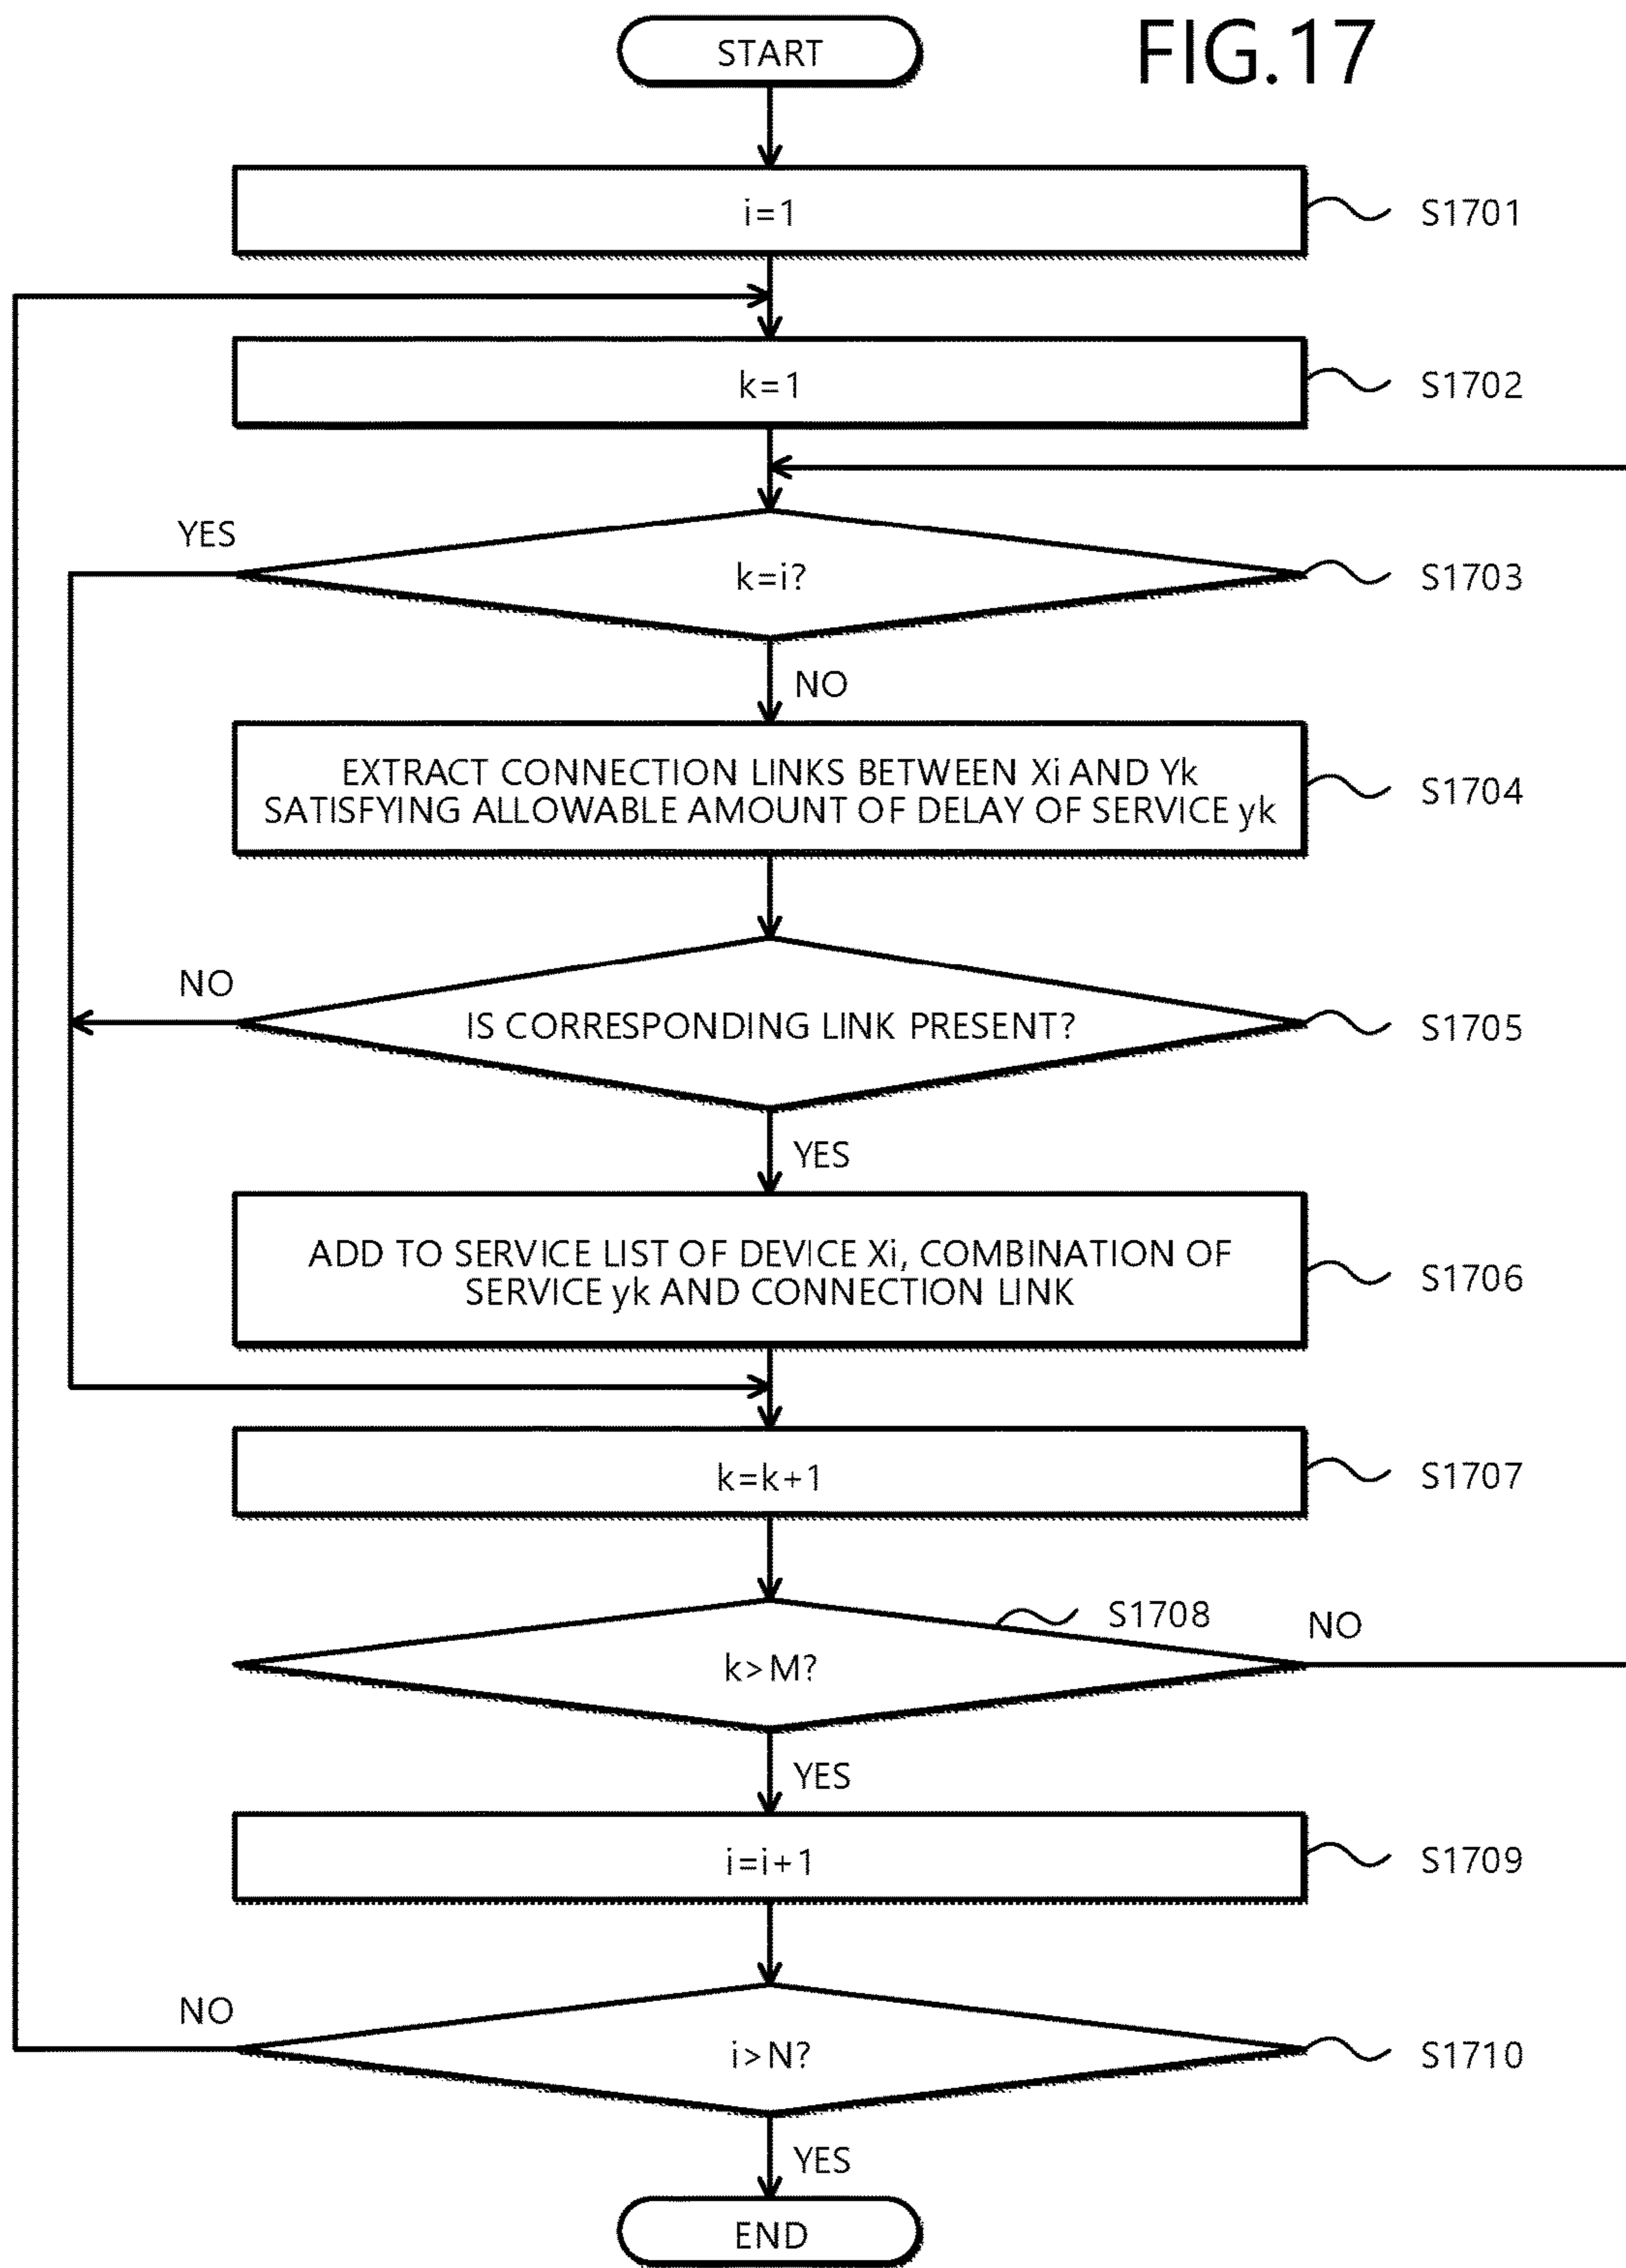 FIG.17
START
i=1
S1701
k=1
S1702
YES
k=i?
S1703
NO
EXTRACT CONNECTION LINKS BETWEEN Xi AND Yk
SATISFYING ALLOWABLE AMOUNT OF DELAY OF SERVICE yk
S1704
NO
IS CORRESPONDING LINK PRESENT?
S1705
YES
ADD TO SERVICE LIST OF DEVICE Xi, COMBINATION OF
SERVICE yk AND CONNECTION LINK
S1706
k=k+1
S1707
S1708
NO
k>M?
YES
i=i+1
S1709
NO
i>N?
S1710
YES
END